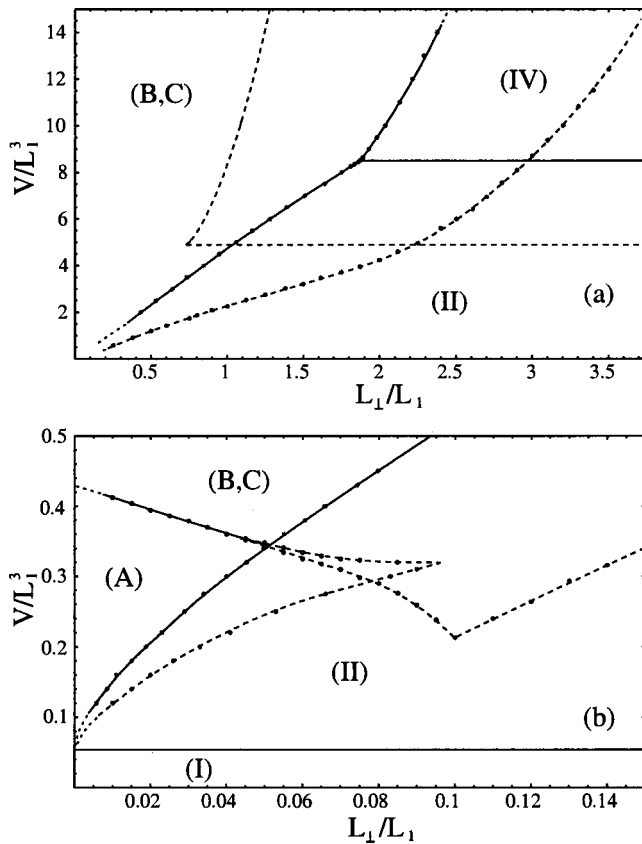 14
12
10
8
6
4
2
V/L₁³
(B,C)
(IV)
(II)
(a)
0.5 1 1.5 2 2.5 3 3.5
L⊥/L₁
0.5
0.4
0.3
0.2
0.1
V/L₁³
(B,C)
(A)
(II)
(b)
(I)
0.02 0.04 0.06 0.08 0.1 0.12 0.14
L⊥/L₁